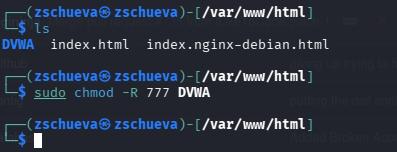 ┌──(zschueva㉿zschueva)-[/var/www/html]
└─$ ls
DVWA index.html index.nginx-debian.html
┌──(zschueva㉿zschueva)-[/var/www/html]
└─$ sudo chmod -R 777 DVWA
┌──(zschueva㉿zschueva)-[/var/www/html]
└─$